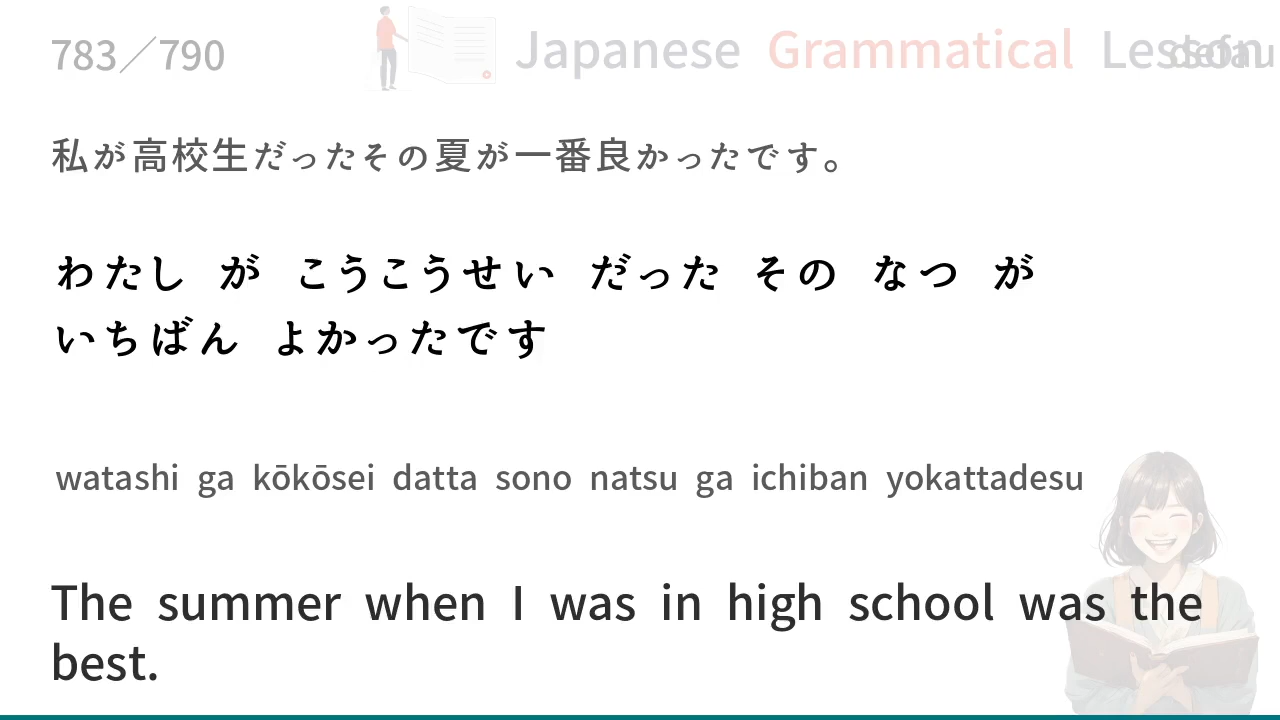 783／790
Japanese Grammatical Lesson
私が高校生だったその夏が一番良かったです。
わたし が こうこうせい だった その なつ が
いちばん よかったです
watashi ga kōkōsei datta sono natsu ga ichiban yokattadesu
The summer when I was in high school was the
best.